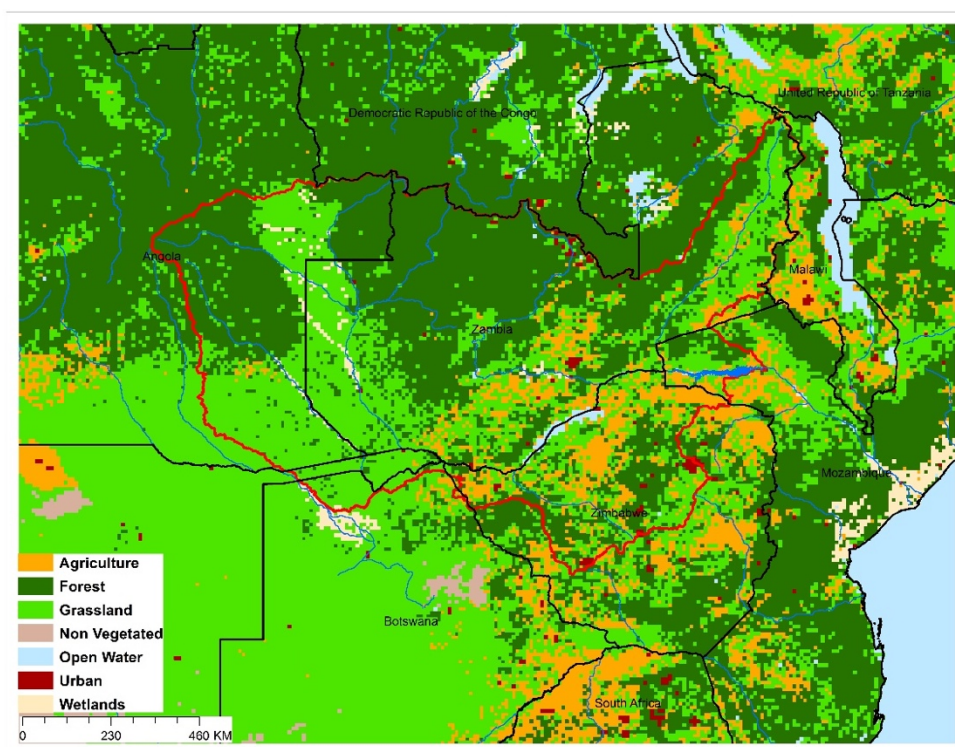 United Republic of Tanzania
Democratic Republic of the Congo
Angola
Malawi
Zambia
Mozambique
Zimbabwe
Botswana
South Africa
Agriculture
Forest
Grassland
Non Vegetated
Open Water
Urban
Wetlands
0 230 460 KM